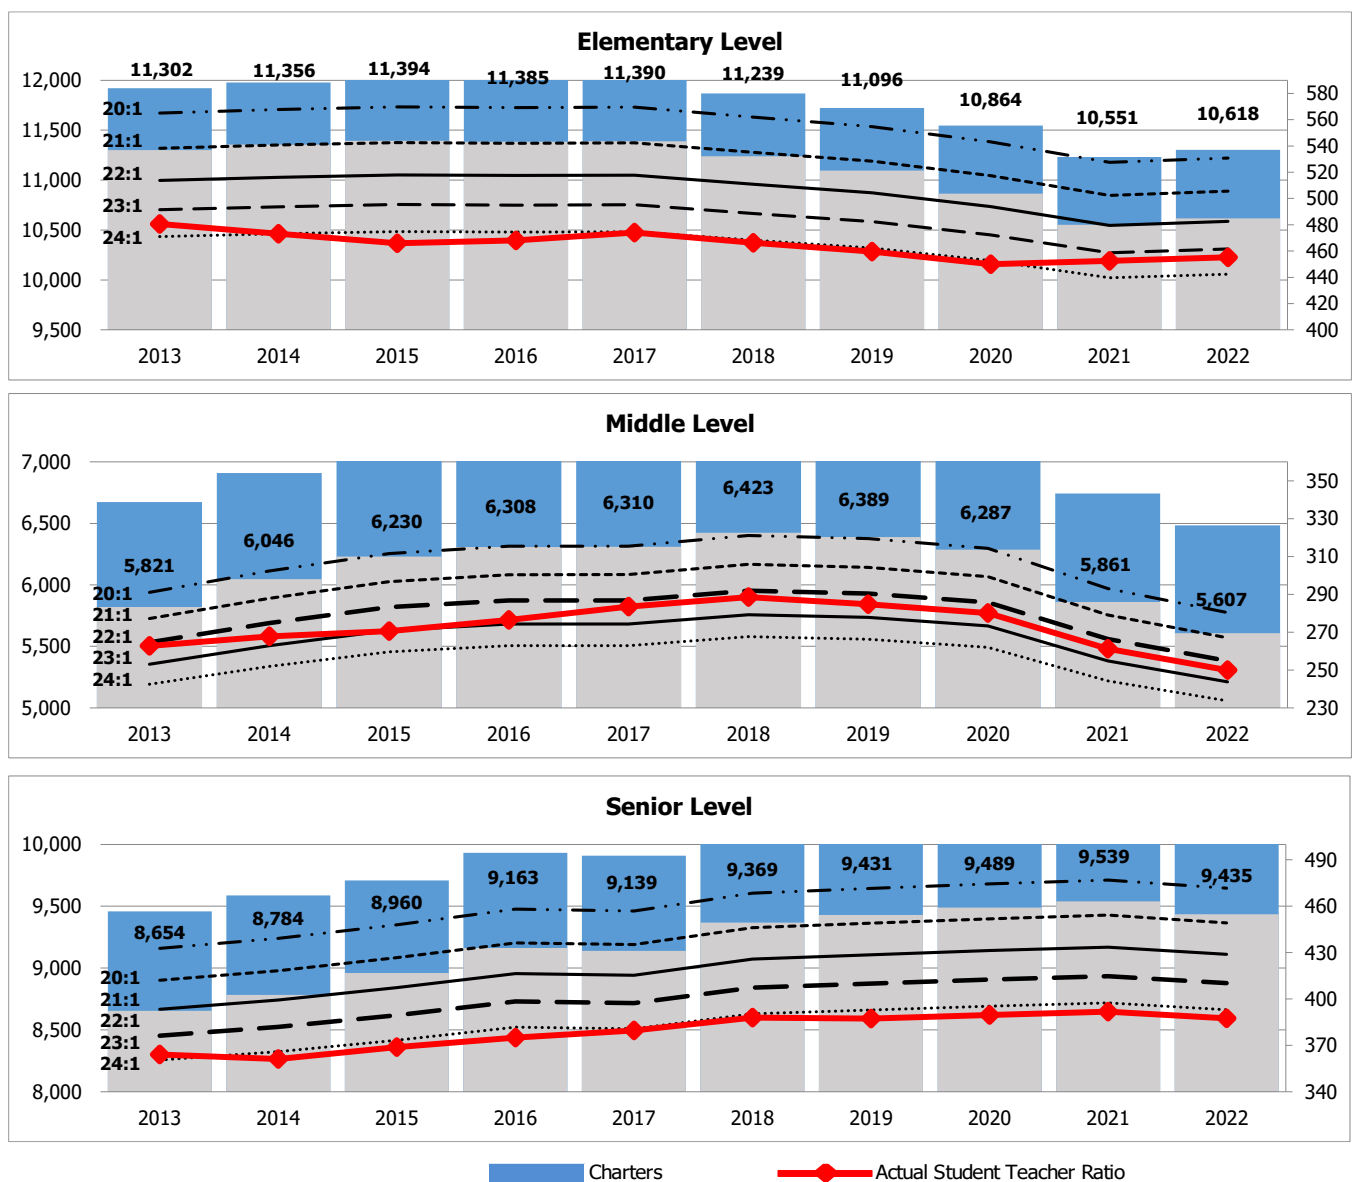 Elementary Level
11,302 11,356 11,394 11,385 11,390 11,239 11,096 10,864 10,551 10,618
12,000 11,500 11,000 10,500 10,000 9,500
20:1
21:1
22:1
23:1
24:1
580 560 540 520 500 480 460 440 420 400
2013 2014 2015 2016 2017 2018 2019 2020 2021 2022
Middle Level
7,000 6,500 6,000 5,500 5,000
5,821 6,046 6,230 6,308 6,310 6,423 6,389 6,287 5,861 5,607
20:1
21:1
22:1
23:1
24:1
350 330 310 290 270 250 230
2013 2014 2015 2016 2017 2018 2019 2020 2021 2022
Senior Level
10,000 9,500 9,000 8,500 8,000
8,654 8,784 8,960 9,163 9,139 9,369 9,431 9,489 9,539 9,435
20:1
21:1
22:1
23:1
24:1
490 460 430 400 370 340
2013 2014 2015 2016 2017 2018 2019 2020 2021 2022
Charters Actual Student Teacher Ratio